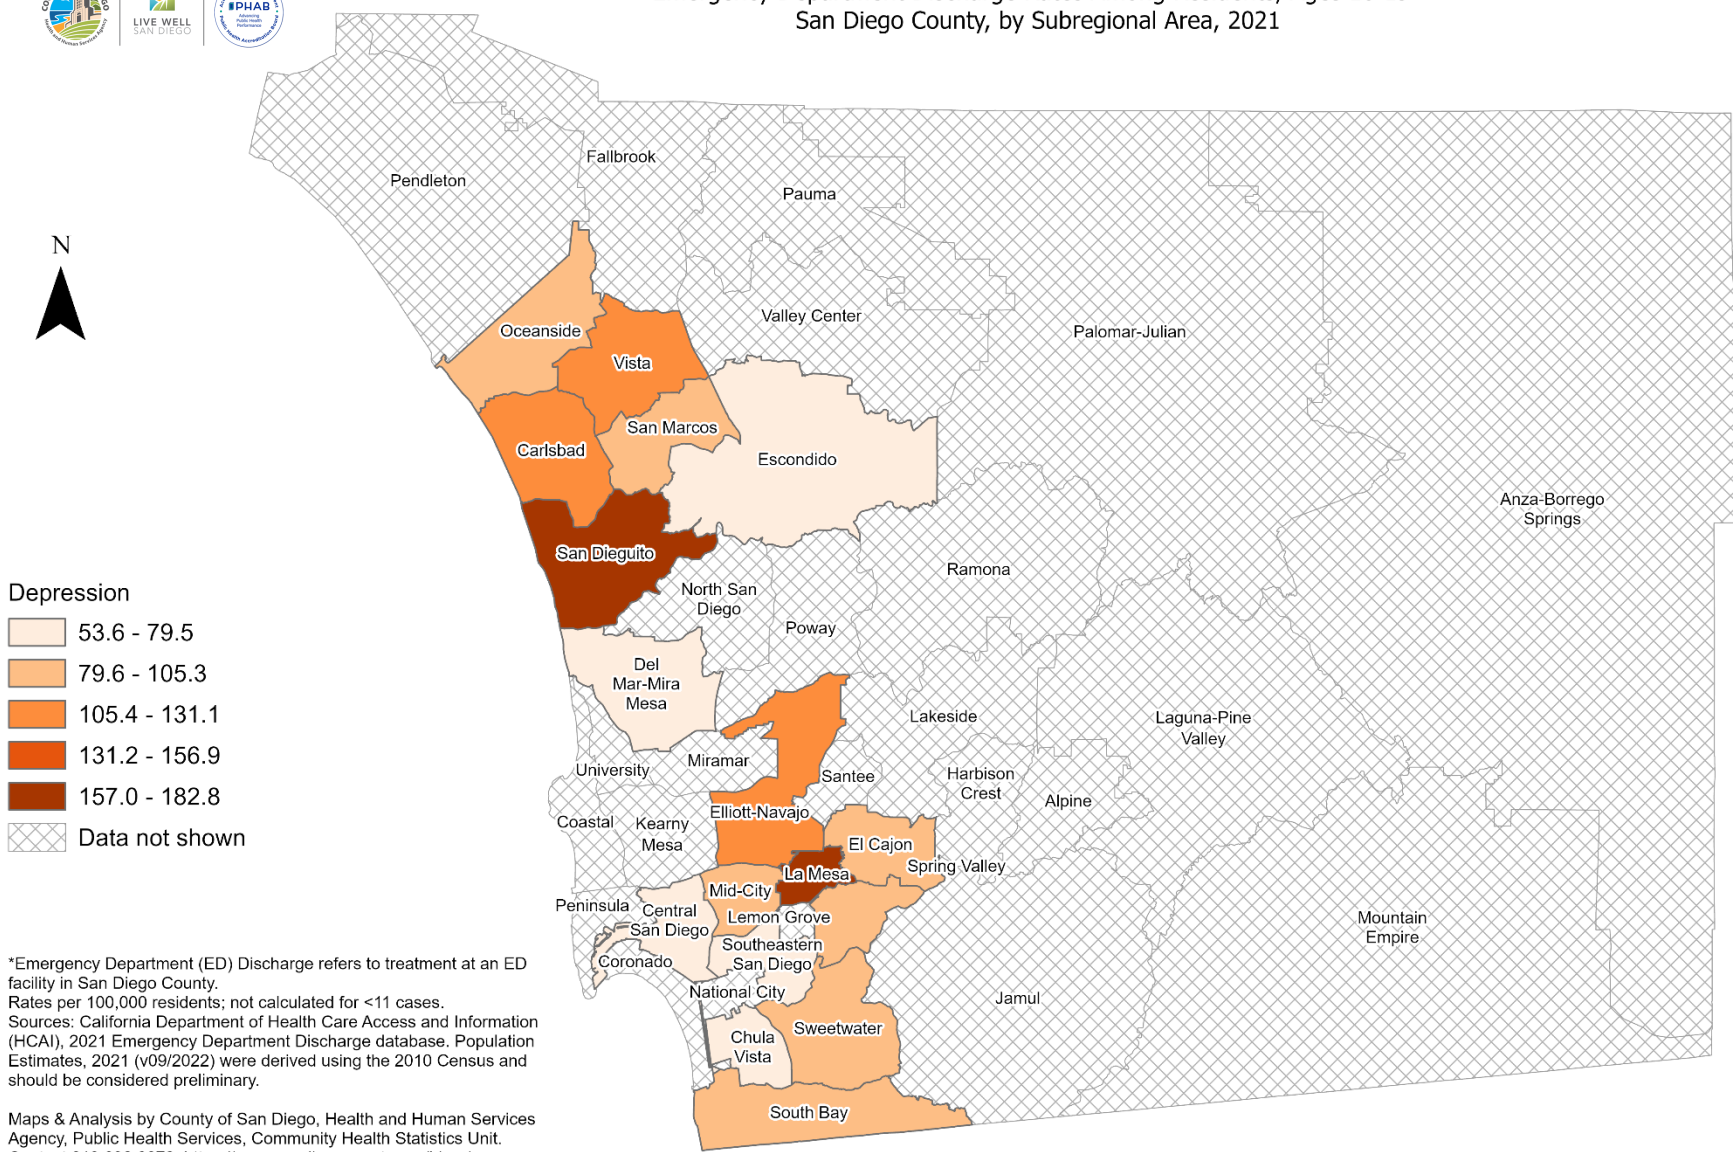 LIVE WELL
SAN DIEGO
PHAB
Advancing
Public Health
Performance
San Diego County, by Subregional Area, 2021
N
Pendleton
Fallbrook
Pauma
Oceanside
Valley Center
Palomar-Julian
Vista
San Marcos
Carlsbad
Escondido
Anza-Borrego
Springs
San Dieguito
Ramona
North San
Diego
Poway
Del
Mar-Mira
Mesa
Lakeside
Laguna-Pine
Valley
Miramar
University
Santee
Harbison
Crest
Alpine
Elliott-Navajo
Coastal
Kearny
Mesa
El Cajon
Spring Valley
La Mesa
Mid-City
Peninsula
Central
San Diego
Lemon Grove
Mountain
Empire
Southeastern
San Diego
Coronado
National City
Jamul
Sweetwater
Chula
Vista
South Bay
Depression
53.6 - 79.5
79.6 - 105.3
105.4 - 131.1
131.2 - 156.9
157.0 - 182.8
Data not shown
*Emergency Department (ED) Discharge refers to treatment at an ED
facility in San Diego County.
Rates per 100,000 residents; not calculated for <11 cases.
Sources: California Department of Health Care Access and Information
(HCAI), 2021 Emergency Department Discharge database. Population
Estimates, 2021 (v09/2022) were derived using the 2010 Census and
should be considered preliminary.
Maps & Analysis by County of San Diego, Health and Human Services
Agency, Public Health Services, Community Health Statistics Unit.